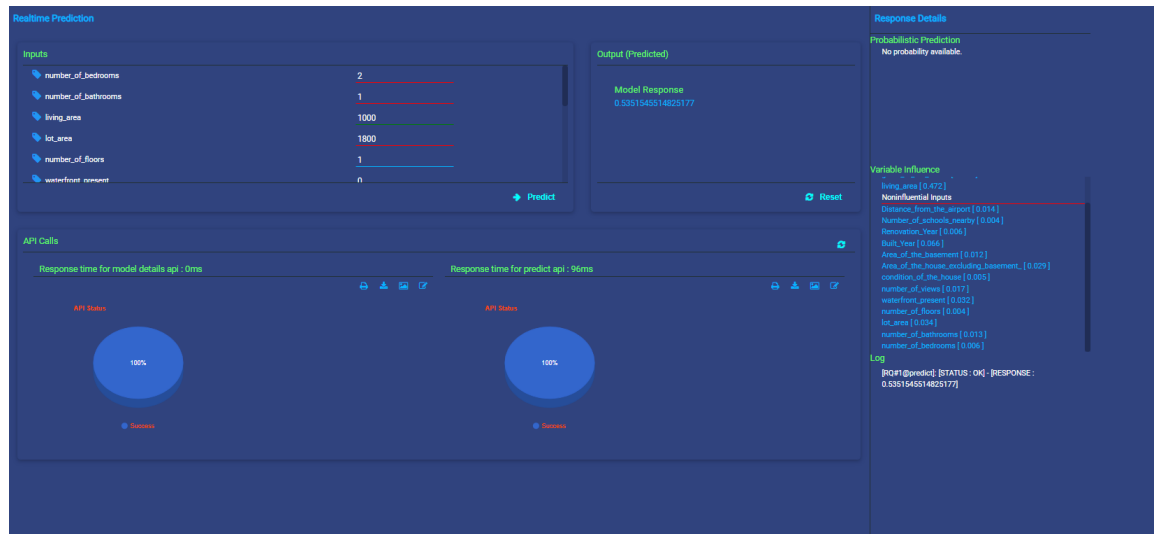 Realtime Prediction
Response Details
Inputs
number_of_bedrooms 2
number_of_bathrooms 1
living_area 1000
lot_area 1800
number_of_floors 1
waterfront_present 0
Predict
Output (Predicted)
Model Response
0.5351545514825177
Reset
API Calls
Response time for model details api : 0ms
API Status
100%
Success
Response time for predict api : 96ms
API Status
100%
Success
Probabilistic Prediction
No probability available.
Variable Influence
living_area [ 0.472 ]
Noninfluential Inputs
Distance_from_the_airport [ 0.014 ]
Number_of_schools_nearby [ 0.004 ]
Renovation_Year [ 0.006 ]
Built_Year [ 0.066 ]
Area_of_the_basement [ 0.012 ]
Area_of_the_house_excluding_basement_ [ 0.029 ]
condition_of_the_house [ 0.005 ]
number_of_views [ 0.017 ]
waterfront_present [ 0.032 ]
number_of_floors [ 0.004 ]
lot_area [ 0.034 ]
number_of_bathrooms [ 0.013 ]
number_of_bedrooms [ 0.006 ]
Log
[RQ#1@predict]: [STATUS : OK] - [RESPONSE :
0.5351545514825177]